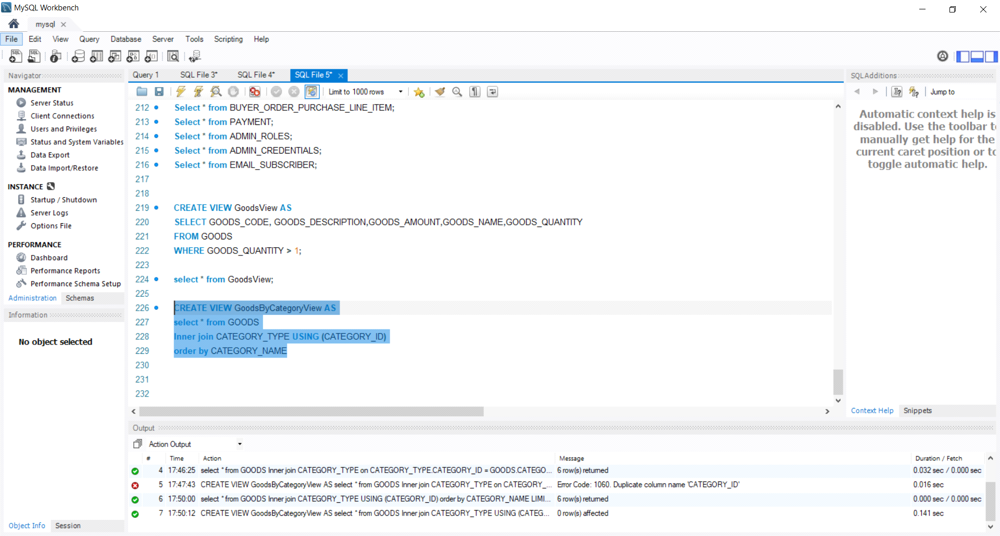 MySQL Workbench
mysql
File Edit View Query Database Server Tools Scripting Help
Navigator
MANAGEMENT
Server Status
Client Connections
Users and Privileges
Status and System Variables
Data Export
Data Import/Restore
INSTANCE
Startup / Shutdown
Server Logs
Options File
PERFORMANCE
Dashboard
Performance Reports
Performance Schema Setup
Administration Schemas
Information
No object selected
Object Info Session
Query 1 SQL File 3* SQL File 4* SQL File 5*
Limit to 1000 rows
212 Select * from BUYER_ORDER_PURCHASE_LINE_ITEM;
213 Select * from PAYMENT;
214 Select * from ADMIN_ROLES;
215 Select * from ADMIN_CREDENTIALS;
216 Select * from EMAIL_SUBSCRIBER;
217
218
219 CREATE VIEW GoodsView AS
220 SELECT GOODS_CODE, GOODS_DESCRIPTION,GOODS_AMOUNT,GOODS_NAME,GOODS_QUANTITY
221 FROM GOODS
222 WHERE GOODS_QUANTITY > 1;
223
224 select * from GoodsView;
225
226 CREATE VIEW GoodsByCategoryView AS
227 select * from GOODS
228 Inner join CATEGORY_TYPE USING (CATEGORY_ID)
229 order by CATEGORY_NAME
230
231
232
SQLAdditions
Jump to
Automatic context help is
disabled. Use the toolbar to
manually get help for the
current caret position or to
toggle automatic help.
Context Help Snippets
Output
Action Output
# Time Action Message Duration / Fetch
4 17:46:25 select * from GOODS Inner join CATEGORY_TYPE on CATEGORY_TYPE.CATEGORY_ID = GOODS.CATEGO... 6 row(s) returned 0.032 sec / 0.000 sec
5 17:47:43 CREATE VIEW GoodsByCategoryView AS select * from GOODS Inner join CATEGORY_TYPE on CATEGORY_... Error Code: 1060. Duplicate column name 'CATEGORY_ID' 0.016 sec
6 17:50:00 select * from GOODS Inner join CATEGORY_TYPE USING (CATEGORY_ID) order by CATEGORY_NAME LIMI... 6 row(s) returned 0.000 sec / 0.000 sec
7 17:50:12 CREATE VIEW GoodsByCategoryView AS select * from GOODS Inner join CATEGORY_TYPE USING (CATEG... 0 row(s) affected 0.141 sec